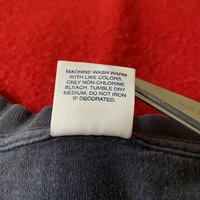 MACHINE WASH WARM
WITH LIKE COLORS.
ONLY NON-CHLORINE
BLEACH. TUMBLE DRY
MEDIUM. DO NOT IRON
IF DECORATED.